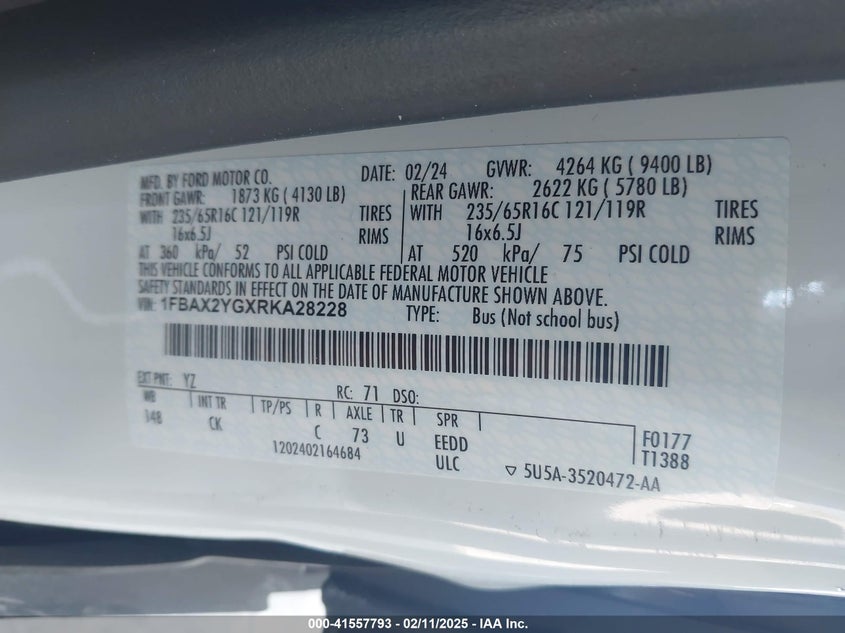 MFD. BY FORD MOTOR CO. DATE: 02/24 GVWR: 4264 KG ( 9400 LB)
FRONT GAWR: 1873 KG ( 4130 LB) REAR GAWR: 2622 KG ( 5780 LB)
WITH 235/65R16C 121/119R TIRES WITH 235/65R16C 121/119R TIRES
16x6.5J RIMS 16x6.5J RIMS
AT 360 kPa/ 52 PSI COLD AT 520 kPa/ 75 PSI COLD
THIS VEHICLE CONFORMS TO ALL APPLICABLE FEDERAL MOTOR VEHICLE
SAFETY STANDARDS IN EFFECT ON THE DATE OF MANUFACTURE SHOWN ABOVE.
VIN: 1FBAX2YGXRKA28228 TYPE: Bus (Not school bus)
EXT PNT: YZ RC: 71 DSO:
WB INT TR TP/PS R AXLE TR SPR
148 CK C 73 U EEDD F0177
1202402164684 ULC T1388
5U5A-3520472-AA
000-41557793 - 02/11/2025 - IAA Inc.